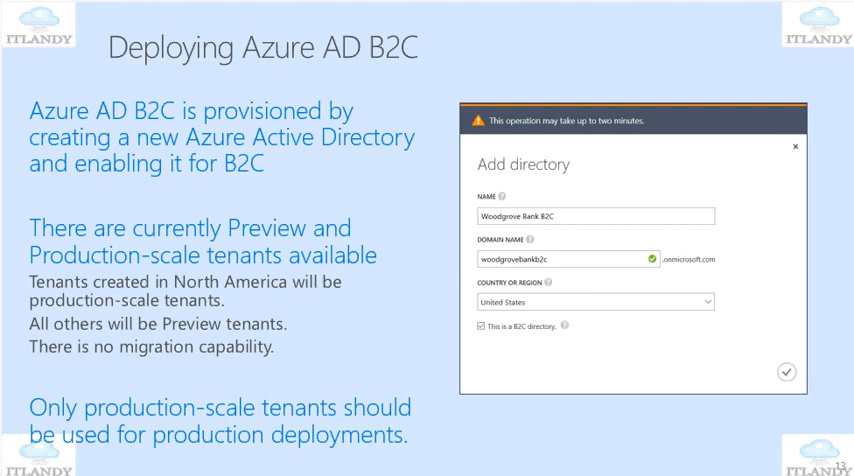 ITLANDY
ITLANDY
Deploying Azure AD B2C
Azure AD B2C is provisioned by
creating a new Azure Active Directory
and enabling it for B2C
There are currently Preview and
Production-scale tenants available
Tenants created in North America will be
production-scale tenants.
All others will be Preview tenants.
There is no migration capability.
Only production-scale tenants should
be used for production deployments.
This operation may take up to two minutes.
Add directory
NAME
Woodgrove Bank B2C
DOMAIN NAME
woodgrovebankb2c .onmicrosoft.com
COUNTRY OR REGION
United States
This is a B2C directory.
ITLANDY
ITLANDY
13